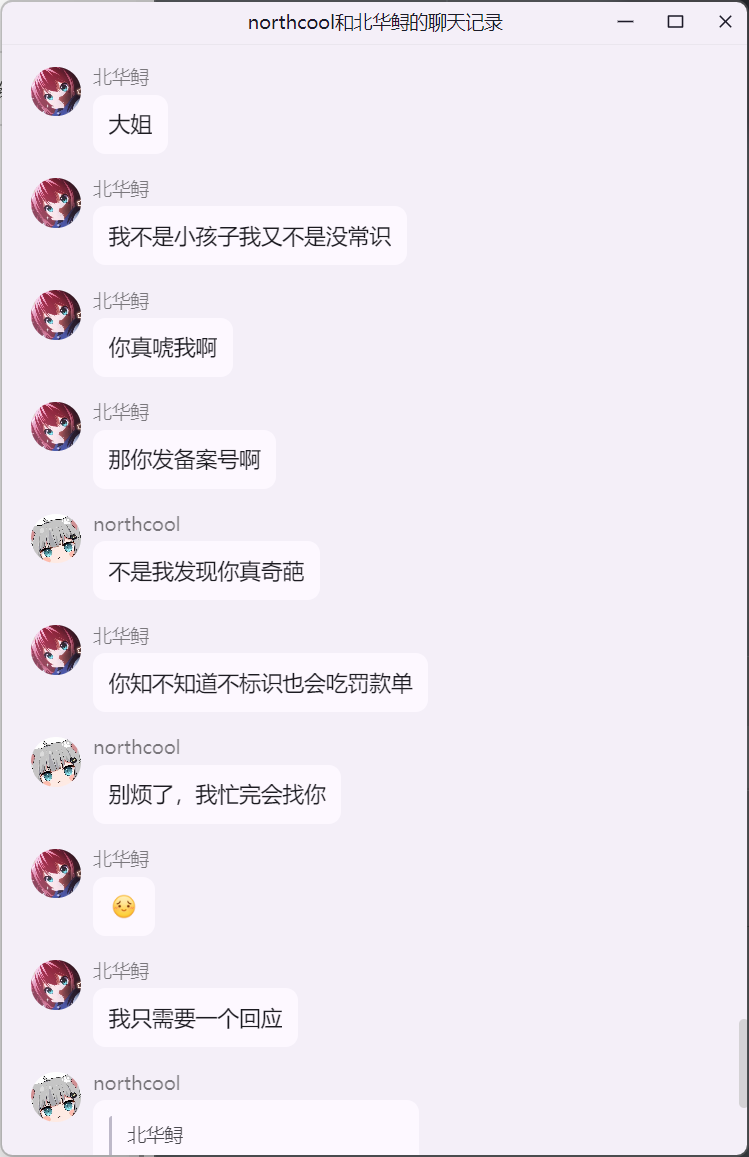 northcool和北华鲟的聊天记录
北华鲟
大姐
北华鲟
我不是小孩子我又不是没常识
北华鲟
你真唬我啊
北华鲟
那你发备案号啊
northcool
不是我发现你真奇葩
北华鲟
你知不知道不标识也会吃罚款单
northcool
别烦了，我忙完会找你
北华鲟
😔
北华鲟
我只需要一个回应
northcool
北华鲟